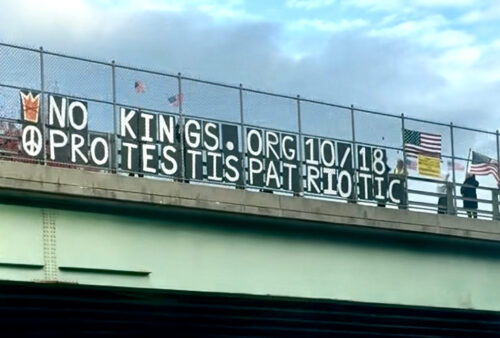 NO KINGS.ORG 10/18
PROTEST IS PATRIOTIC